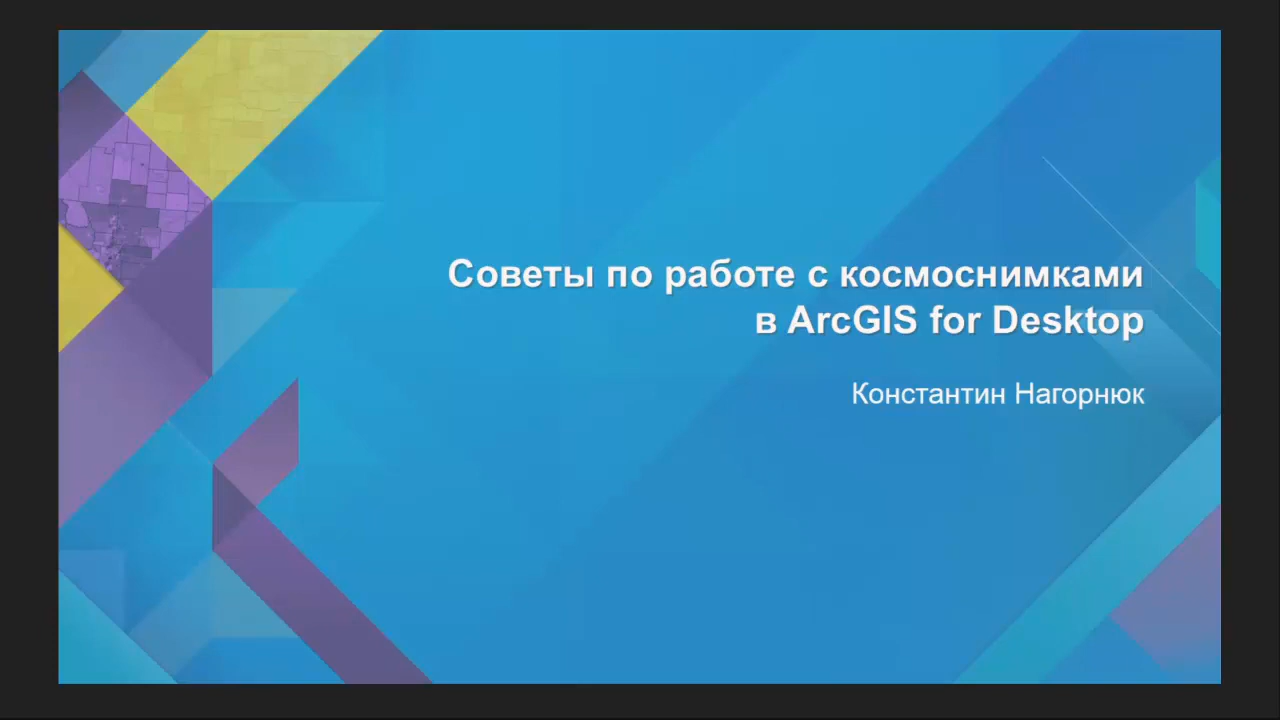 Советы по работе с космоснимками
в ArcGIS for Desktop
Константин Нагорнюк